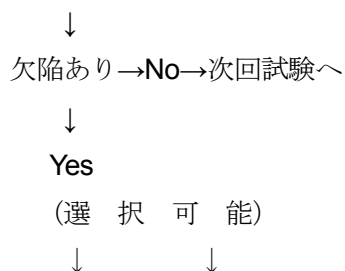 ↓
欠陥あり→No→次回試験へ
↓
Yes
(選 択 可 能)
↓ ↓